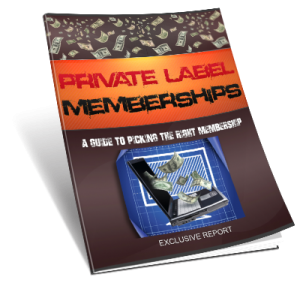 PRIVATE LABEL
MEMBERSHIPS
A GUIDE TO PICKING THE RIGHT MEMBERSHIP
EXCLUSIVE REPORT